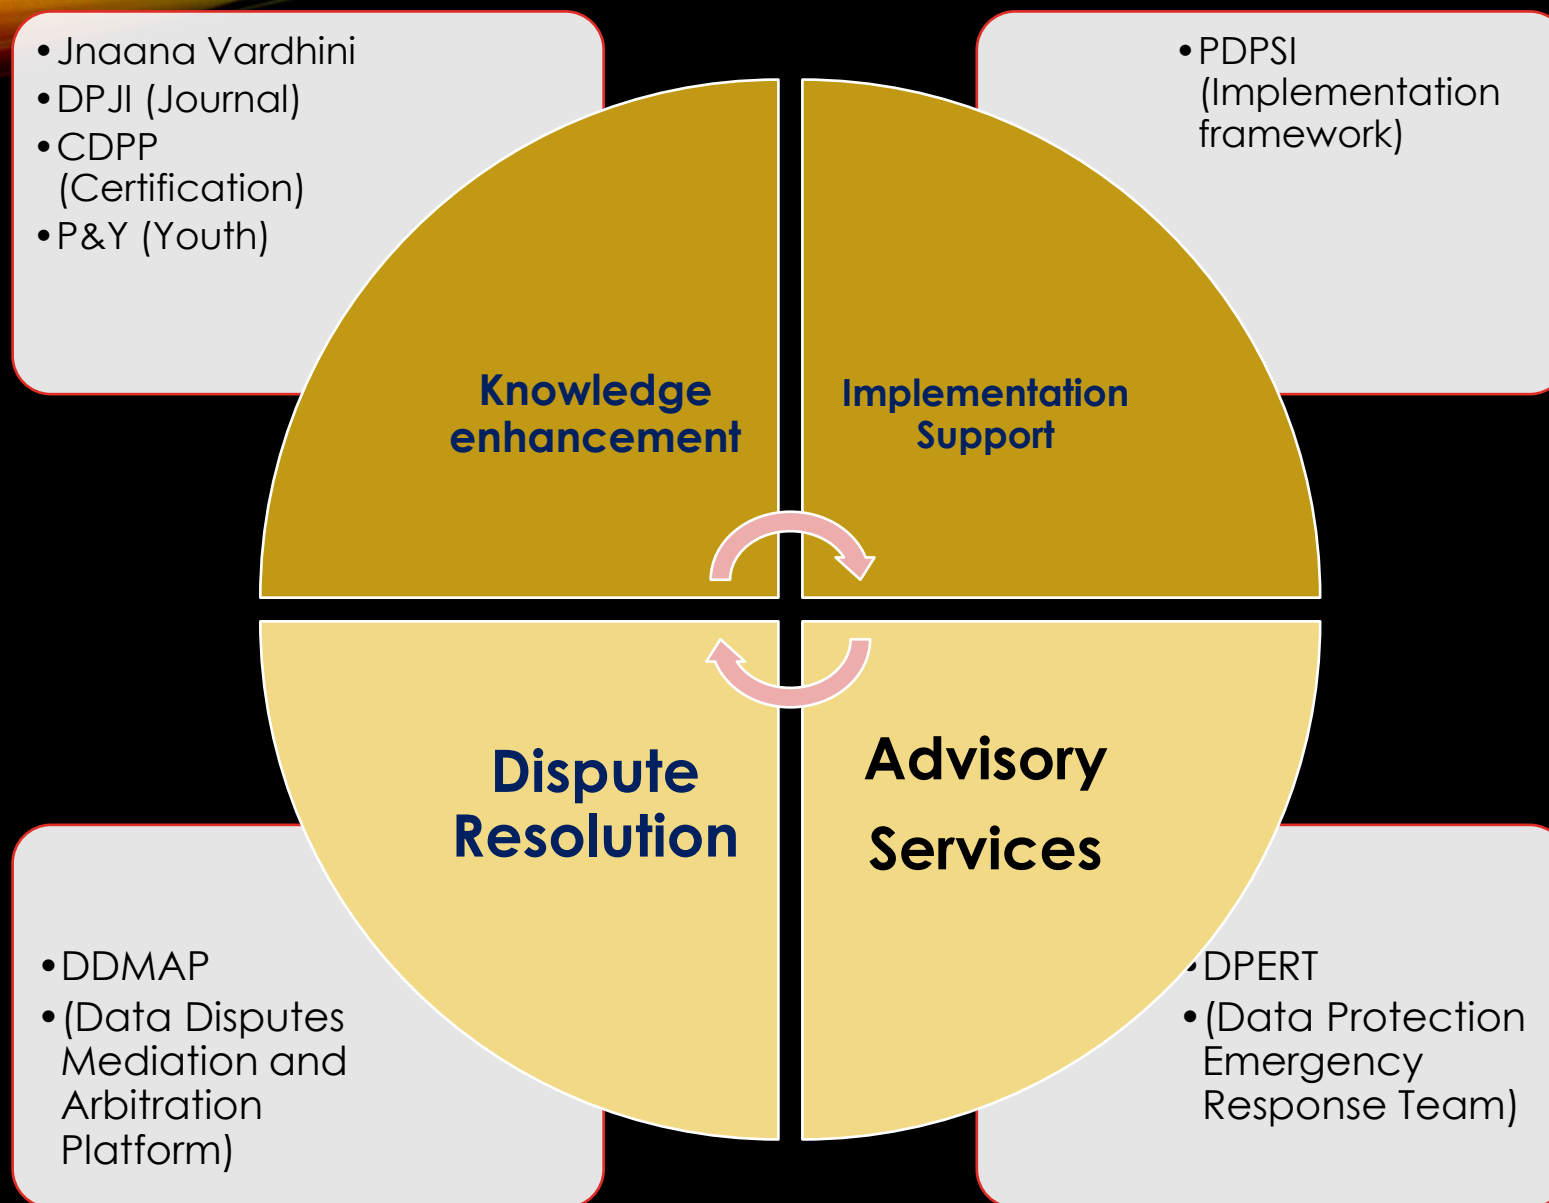 •Jnaana Vardhini
•DPJI (Journal)
•CDPP
(Certification)
•P&Y (Youth)
•PDPSI
(Implementation
framework)
Knowledge
enhancement
Implementation
Support
Dispute
Resolution
Advisory
Services
•DDMAP
•(Data Disputes
Mediation and
Arbitration
Platform)
•DPERT
•(Data Protection
Emergency
Response Team)